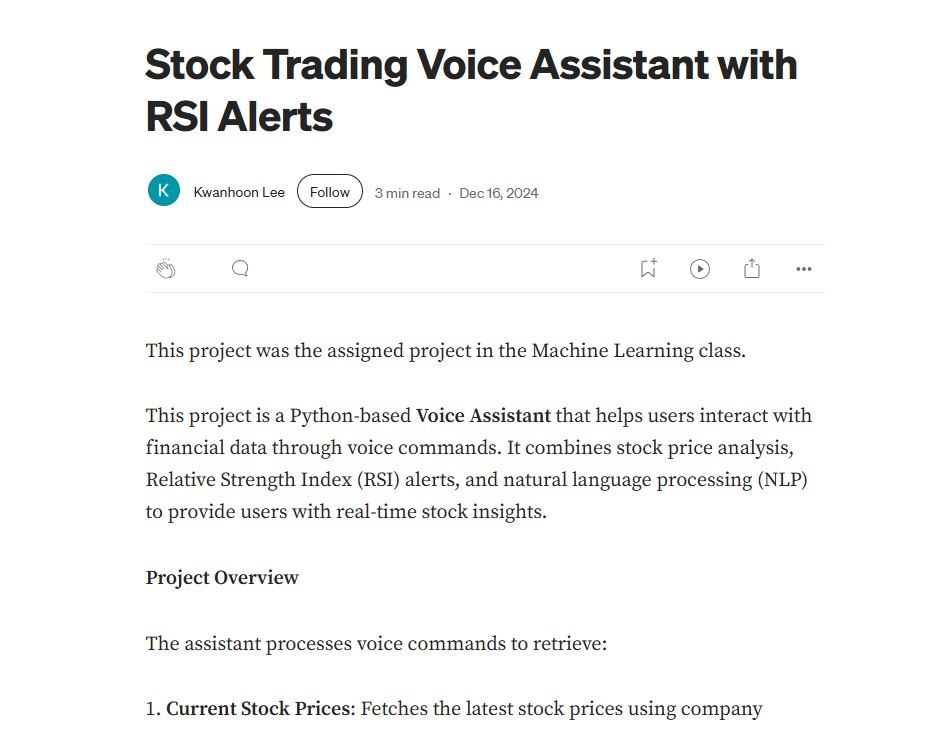 Stock Trading Voice Assistant with
RSI Alerts
K
Kwanhoon Lee Follow 3 min read · Dec 16, 2024
This project was the assigned project in the Machine Learning class.
This project is a Python-based Voice Assistant that helps users interact with
financial data through voice commands. It combines stock price analysis,
Relative Strength Index (RSI) alerts, and natural language processing (NLP)
to provide users with real-time stock insights.
Project Overview
The assistant processes voice commands to retrieve:
1. Current Stock Prices: Fetches the latest stock prices using company